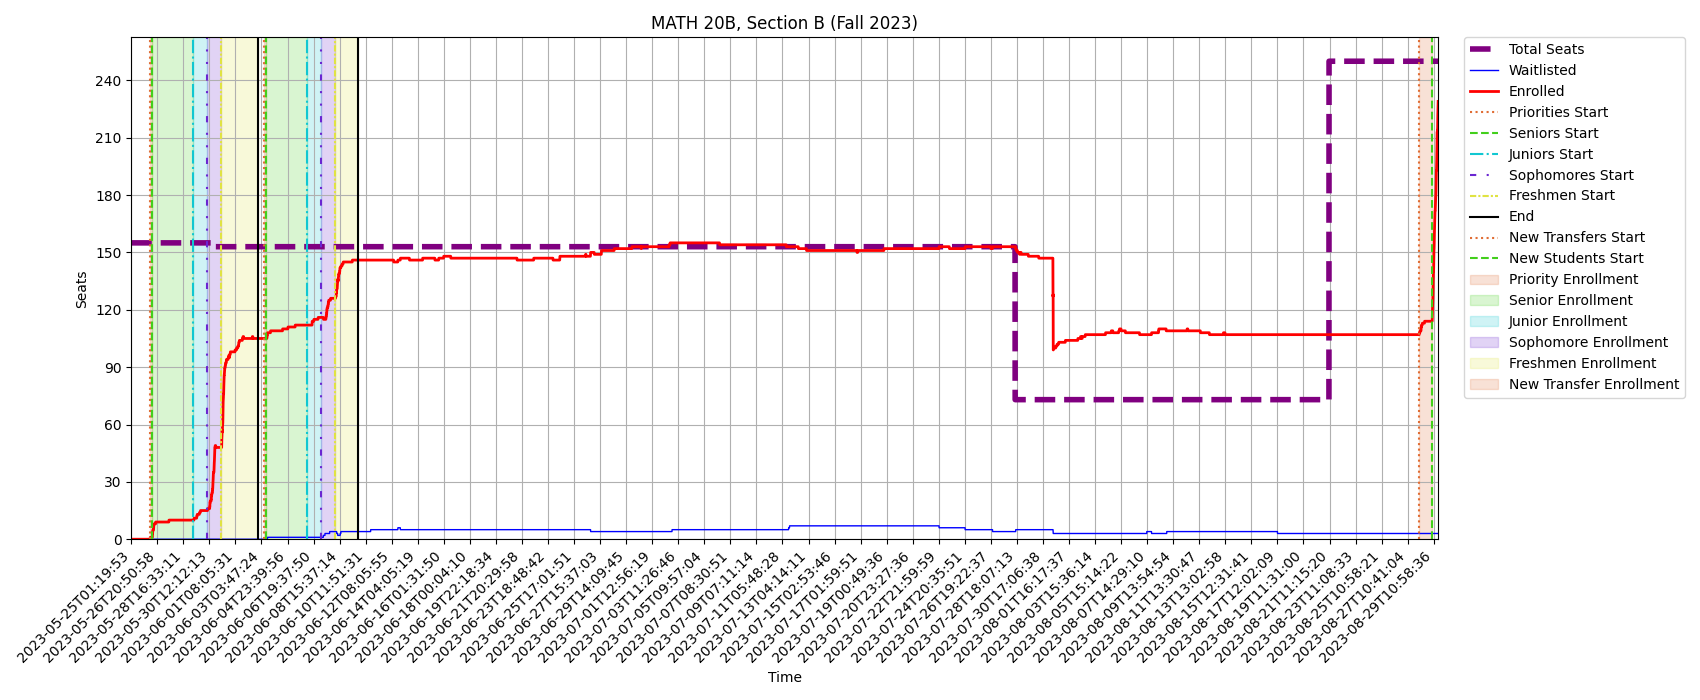 MATH 20B, Section B (Fall 2023)
Seats
240
210
180
150
120
90
60
30
0
2023-05-25T01:19:53
2023-05-26T20:50:58
2023-05-28T16:33:11
2023-05-30T12:12:13
2023-06-01T08:05:31
2023-06-03T03:47:24
2023-06-04T23:39:56
2023-06-06T19:37:50
2023-06-08T15:37:14
2023-06-10T11:51:31
2023-06-12T08:05:55
2023-06-14T04:05:19
2023-06-16T01:31:50
2023-06-18T00:04:10
2023-06-19T22:18:34
2023-06-21T20:29:58
2023-06-23T18:48:42
2023-06-25T17:01:51
2023-06-27T15:37:03
2023-06-29T14:09:45
2023-07-01T12:56:19
2023-07-03T11:26:46
2023-07-05T09:57:04
2023-07-07T08:30:51
2023-07-09T07:11:14
2023-07-11T05:48:28
2023-07-13T04:14:11
2023-07-15T02:53:46
2023-07-17T01:59:51
2023-07-19T00:49:36
2023-07-20T23:27:36
2023-07-22T21:59:59
2023-07-24T20:35:51
2023-07-26T19:22:37
2023-07-28T18:07:13
2023-07-30T17:06:38
2023-08-01T16:17:37
2023-08-03T15:36:14
2023-08-05T15:14:22
2023-08-07T14:29:10
2023-08-09T13:54:54
2023-08-11T13:30:47
2023-08-13T13:02:58
2023-08-15T12:31:41
2023-08-17T12:02:09
2023-08-19T11:31:00
2023-08-21T11:15:20
2023-08-23T11:08:33
2023-08-25T10:58:21
2023-08-27T10:41:04
2023-08-29T10:58:36
Time
Total Seats
Waitlisted
Enrolled
Priorities Start
Seniors Start
Juniors Start
Sophomores Start
Freshmen Start
End
New Transfers Start
New Students Start
Priority Enrollment
Senior Enrollment
Junior Enrollment
Sophomore Enrollment
Freshmen Enrollment
New Transfer Enrollment